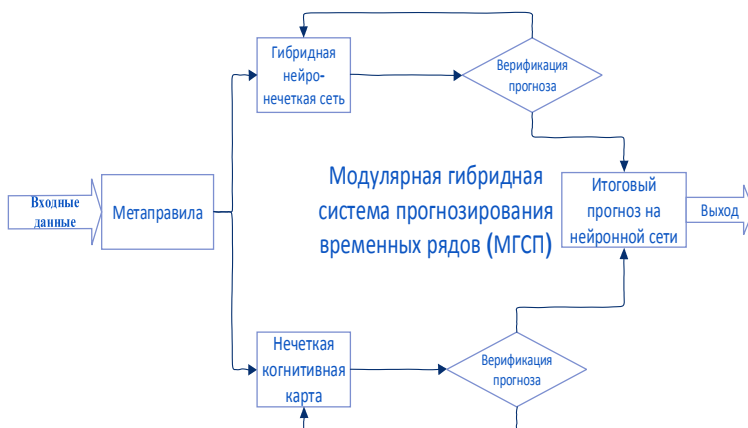 Гибридная
нейро-
нечеткая сеть
Верификация
прогноза
Входные
данные
Метаправила
Модулярная гибридная
система прогнозирования
временных рядов (МГСП)
Итоговый
прогноз на
нейронной сети
Выход
Нечеткая
когнитивная
карта
Верификация
прогноза